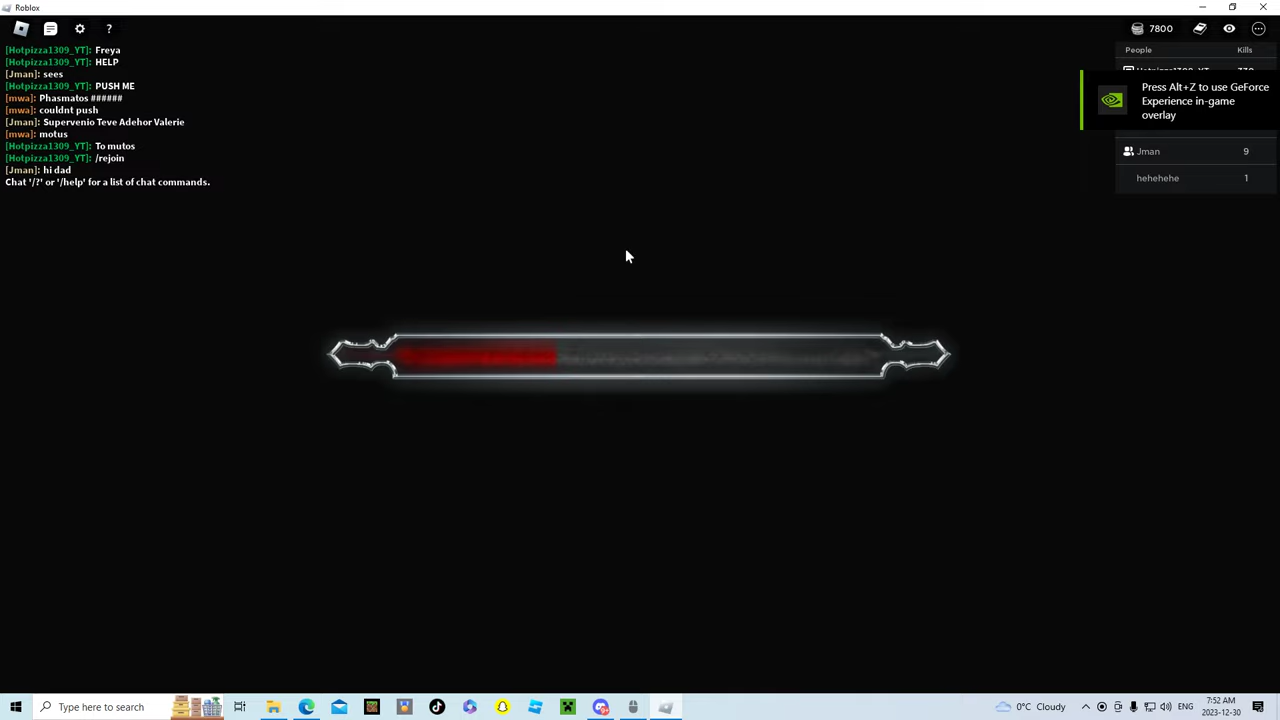 Roblox
7800
[Hotpizza1309_YT]: Freya
[Hotpizza1309_YT]: HELP
[Jman]: sees
[Hotpizza1309_YT]: PUSH ME
[mwa]: Phasmatos ######
[mwa]: couldnt push
[Jman]: Supervenio Teve Adehor Valerie
[mwa]: motus
[Hotpizza1309_YT]: To mutos
[Hotpizza1309_YT]: /rejoin
[Jman]: hi dad
Chat '/?' or '/help' for a list of chat commands.
People Kills
Press Alt+Z to use GeForce
Experience in-game
overlay
Jman 9
hehehehe 1
Type here to search
0°C Cloudy
ENG
7:52 AM
2023-12-30